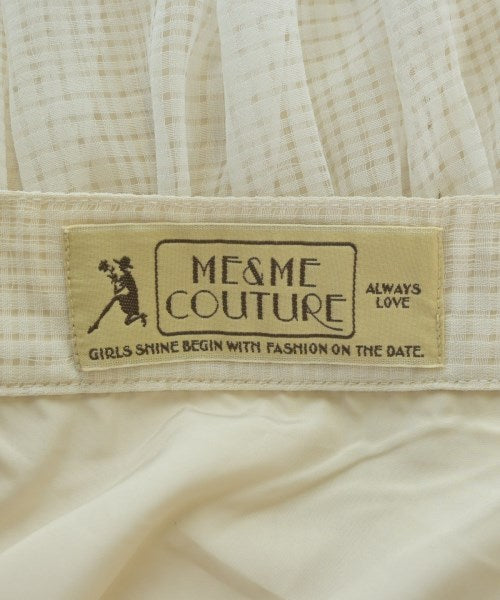 ME&ME
COUTURE
ALWAYS
LOVE
GIRLS SHINE BEGIN WITH FASHION ON THE DATE.